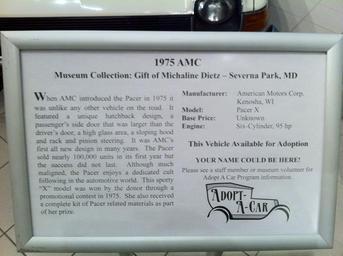 1975 AMC
Museum Collection: Gift of Michaline Dietz – Severna Park, MD
When AMC introduced the Pacer in 1975 it
was unlike any other vehicle on the road. It
featured a unique hatchback design, a
passenger's side door that was larger than the
driver's door, a high glass area, a sloping hood
and rack and pinion steering. It was AMC's
first all new design in many years. The Pacer
sold nearly 100,000 units in its first year but
the success did not last. Although much
maligned, the Pacer enjoys a dedicated cult
following in the automotive world. This sporty
"X" model was won by the donor through a
promotional contest in 1975. She also received
a complete kit of Pacer related materials as part
of her prize.
Manufacturer: American Motors Corp.
Kenosha, WI
Model: Pacer X
Base Price: Unknown
Engine: Six-Cylinder, 95 hp
This Vehicle Available for Adoption
YOUR NAME COULD BE HERE!
Please see a staff member or museum volunteer for
Adopt A Car Program information.
ADOPT-
A-CAR